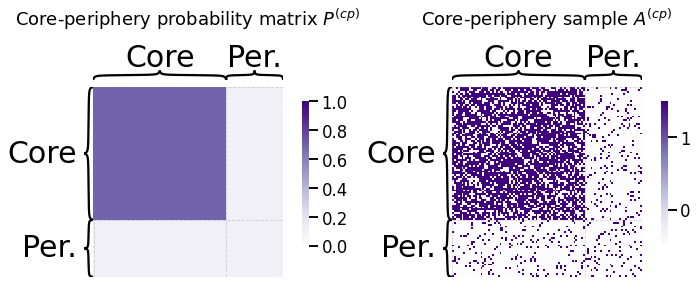 Core-periphery probability matrix $P^{(cp)}$
Core Per.
Core
Per.
1.0
0.8
0.6
0.4
0.2
0.0
Core-periphery sample $A^{(cp)}$
Core Per.
Core
Per.
1
0